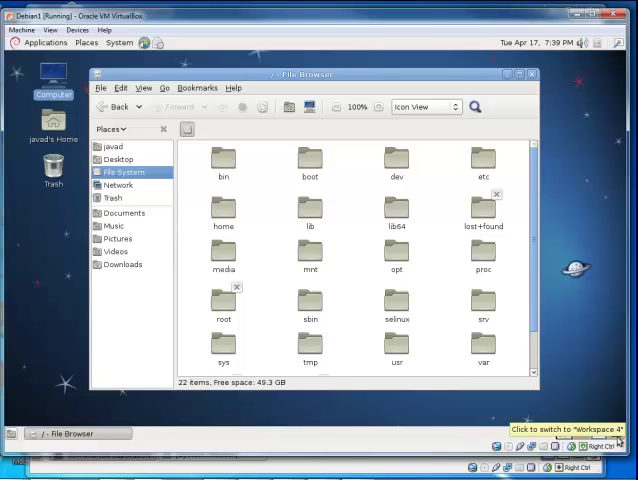 Debian1 [Running] - Oracle VM VirtualBox
Machine View Devices Help
Applications Places System
Tue Apr 17, 7:39 PM
Computer
javad's Home
Trash
/ - File Browser
File Edit View Go Bookmarks Help
Back Forward 100% Icon View
Places
javad
Desktop
File System
Network
Trash
Documents
Music
Pictures
Videos
Downloads
bin boot dev etc
home lib lib64 lost+found
media mnt opt proc
root sbin selinux srv
sys tmp usr var
22 items, Free space: 49.3 GB
Click to switch to "Workspace 4"
/ - File Browser
Right Ctrl
Right Ctrl